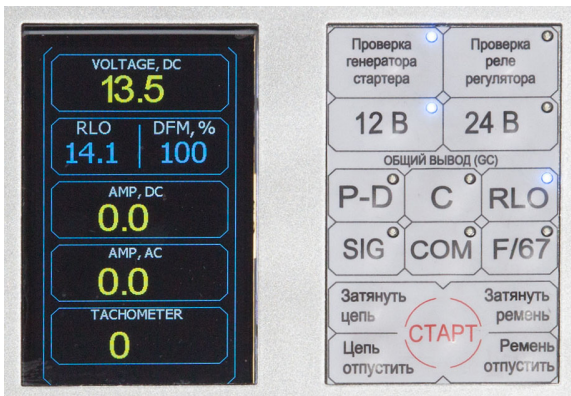 VOLTAGE, DC
13.5
RLO DFM, %
14.1 100
AMP, DC
0.0
AMP, AC
0.0
TACHOMETER
0
Проверка
генератора
стартера
Проверка
реле
регулятора
12 В
24 В
ОБЩИЙ ВЫВОД (GC)
P-D
C
RLO
SIG
COM
F/67
Затянуть
цепь
Затянуть
ремень
СТАРТ
Цепь
отпустить
Ремень
отпустить